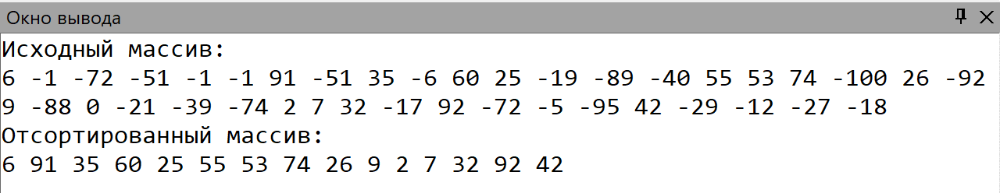 Окно вывода
Исходный массив:
6 -1 -72 -51 -1 -1 91 -51 35 -6 60 25 -19 -89 -40 55 53 74 -100 26 -92
9 -88 0 -21 -39 -74 2 7 32 -17 92 -72 -5 -95 42 -29 -12 -27 -18
Отсортированный массив:
6 91 35 60 25 55 53 74 26 9 2 7 32 92 42